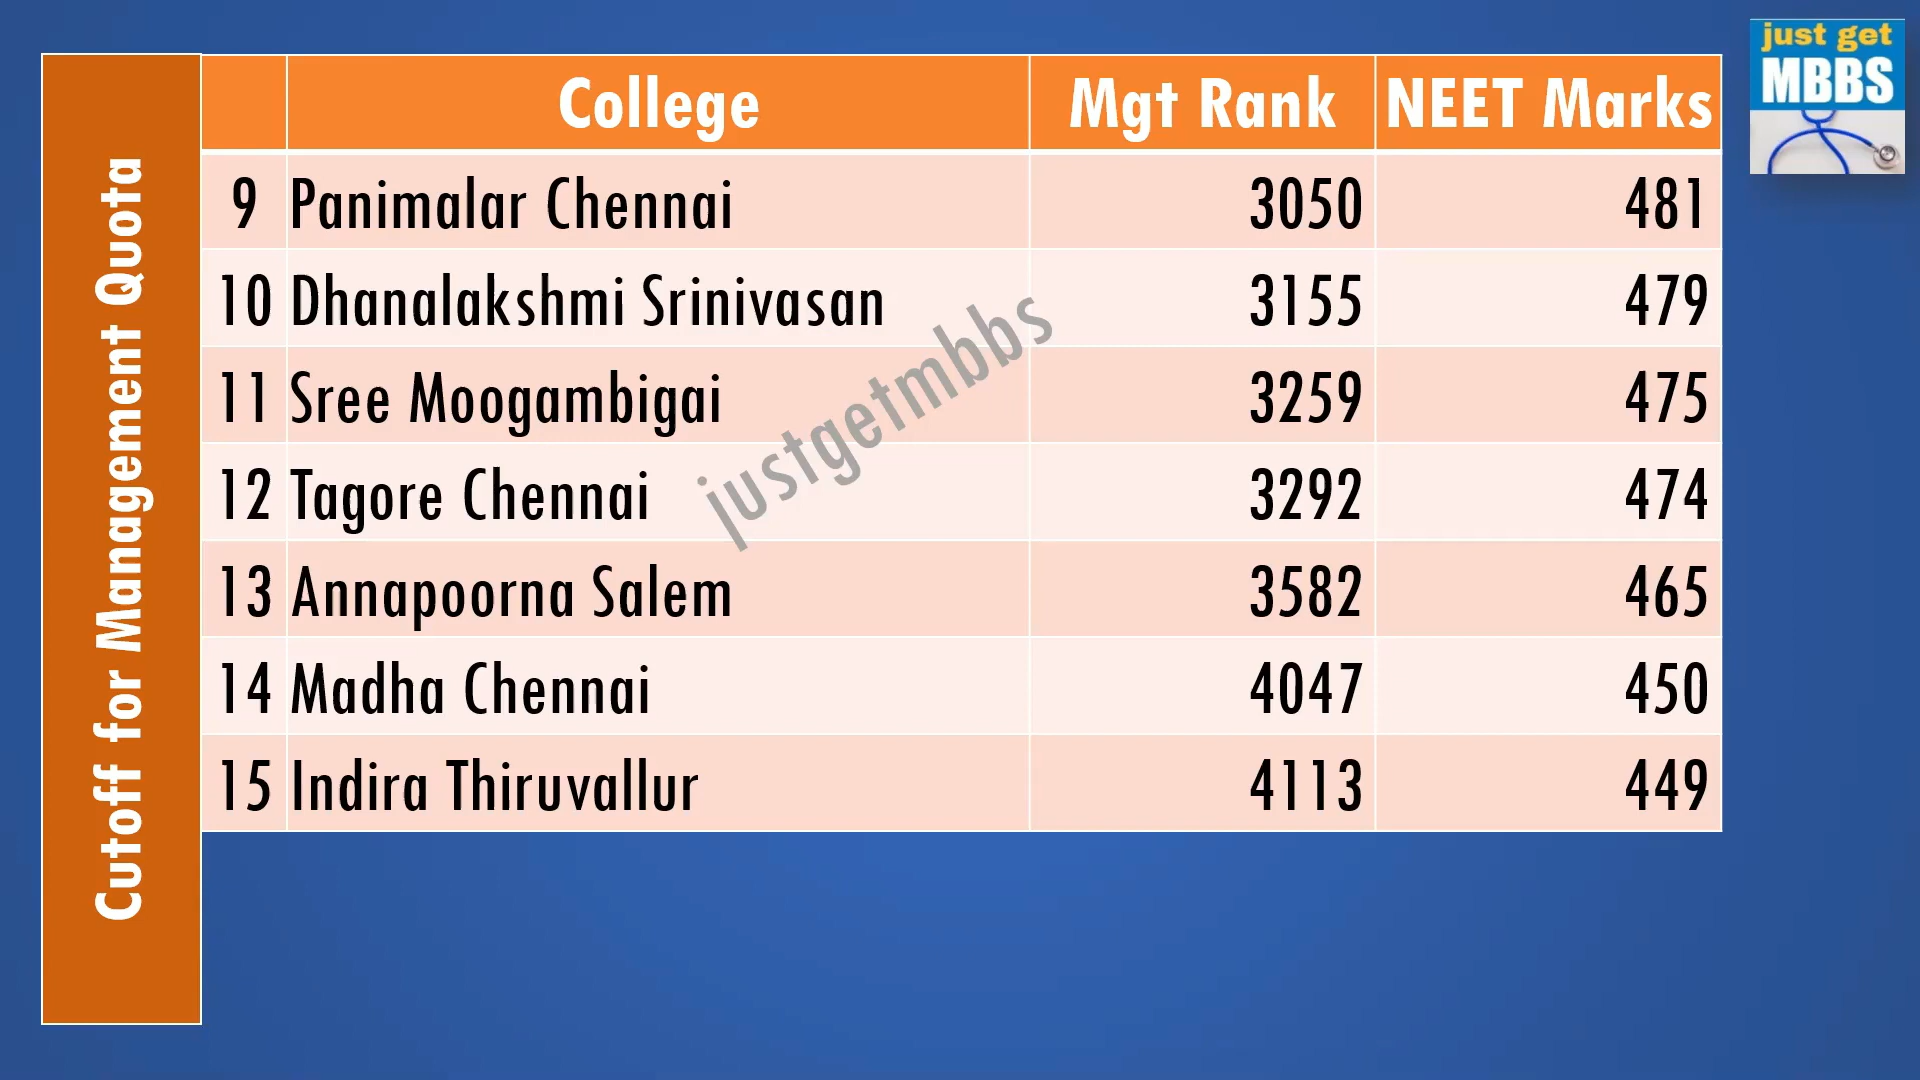 Cutoff for Management Quota
College Mgt Rank NEET Marks
9 Panimalar Chennai 3050 481
10 Dhanalakshmi Srinivasan 3155 479
11 Sree Moogambigai 3259 475
12 Tagore Chennai 3292 474
13 Annapoorna Salem 3582 465
14 Madha Chennai 4047 450
15 Indira Thiruvallur 4113 449
justgetmbbs
just get
MBBS